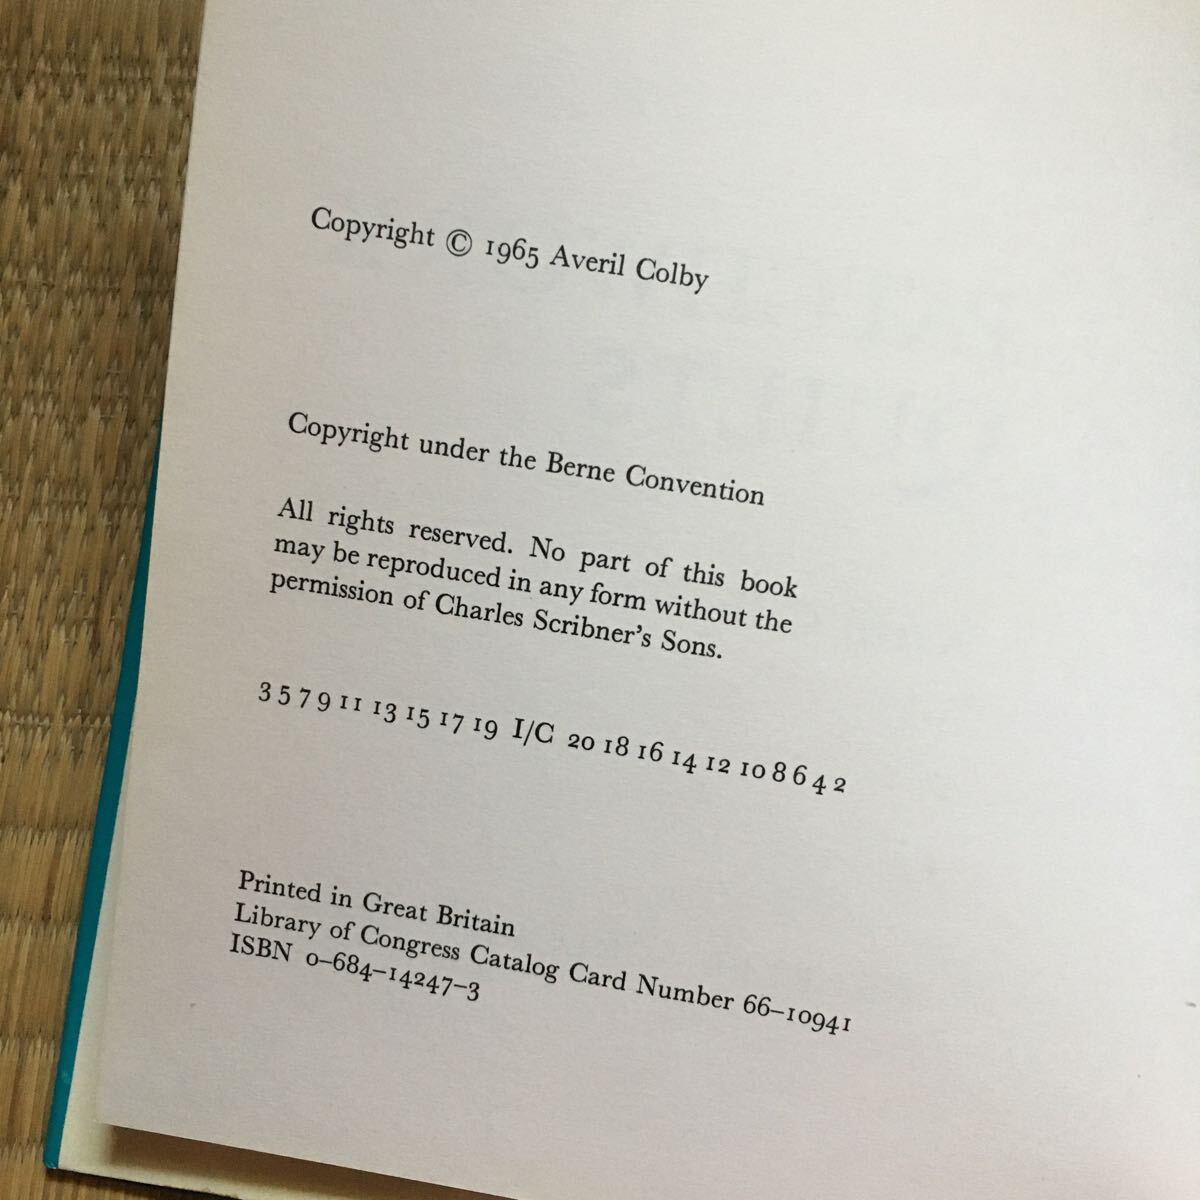 Copyright © 1965 Averil Colby
Copyright under the Berne Convention
All rights reserved. No part of this book
may be reproduced in any form without the
permission of Charles Scribner's Sons.
3 5 7 9 11 13 15 17 19 I/C 20 18 16 14 12 10 8 6 4 2
Printed in Great Britain
Library of Congress Catalog Card Number 66–10941
ISBN 0–684–14247–3